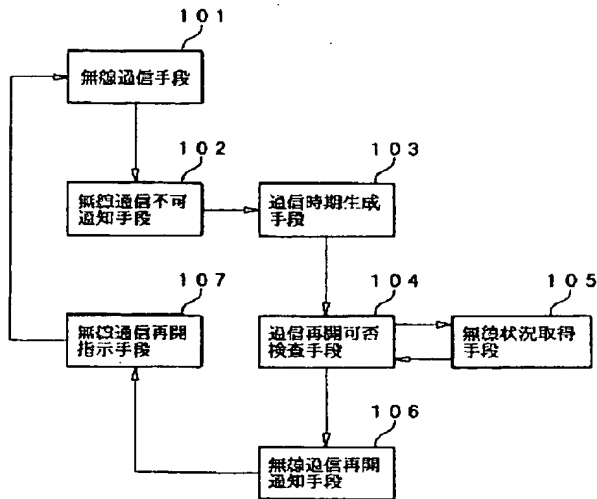 101
無線通信手段
102
無線通信不可
通知手段
103
通信時期生成
手段
107
無線通信再開
指示手段
104
通信再開可否
検査手段
105
無線状況取得
手段
106
無線通信再開
通知手段